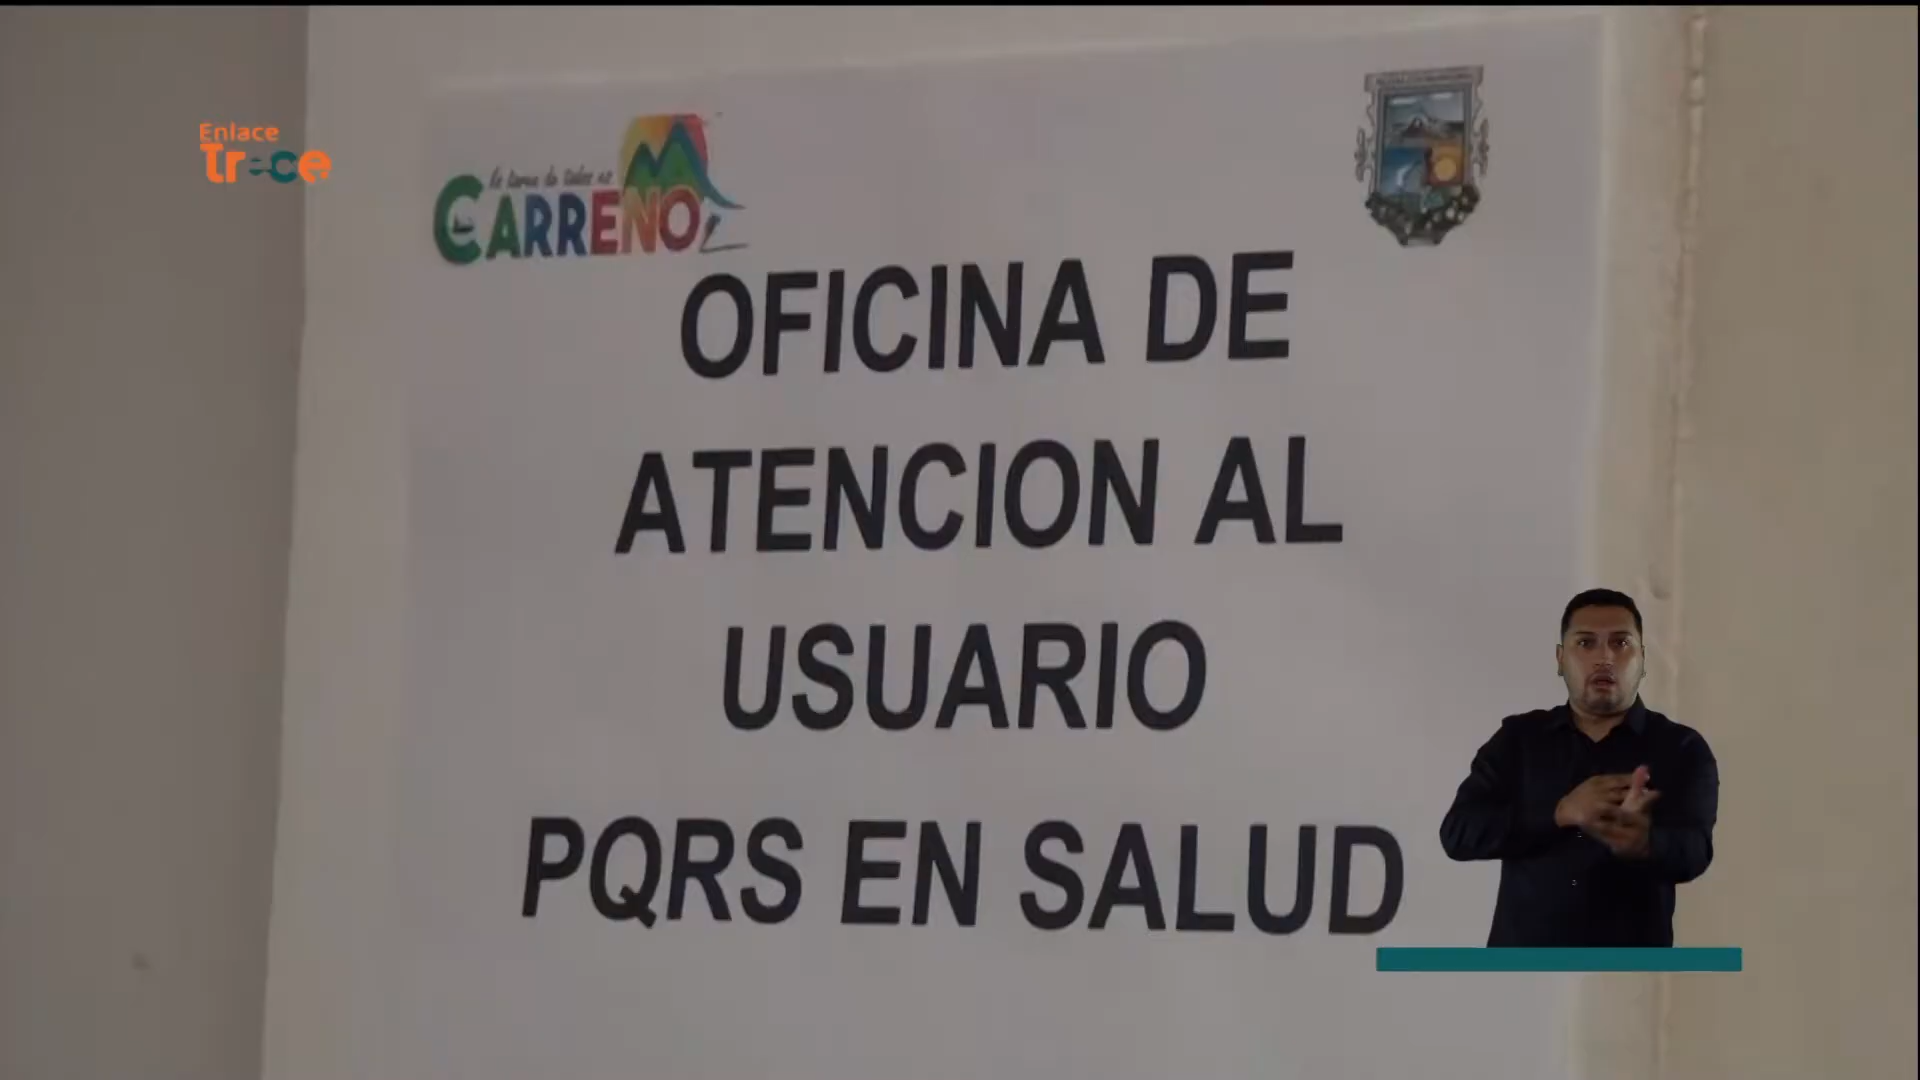 Enlace
trece
CARREÑO
OFICINA DE
ATENCION AL
USUARIO
PQRS EN SALUD